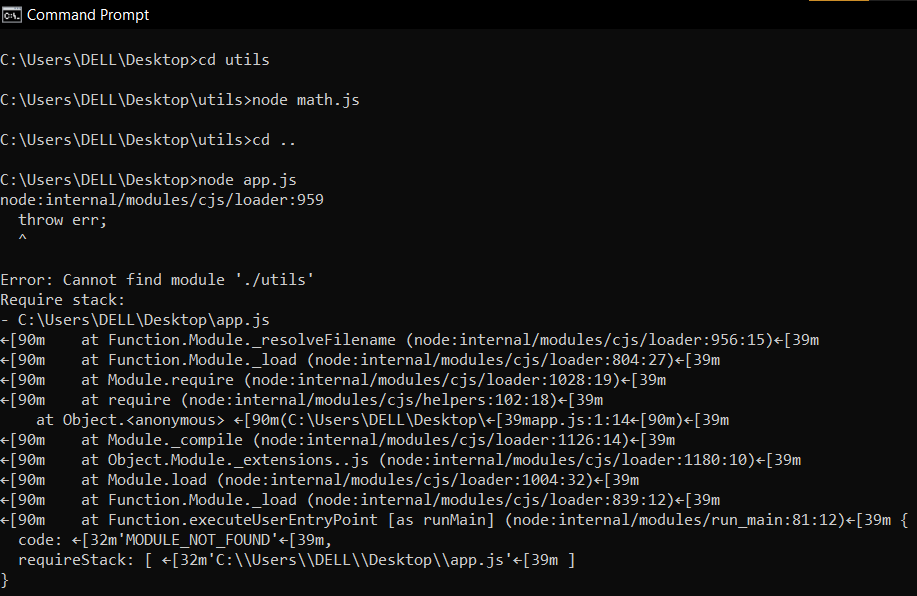 Command Prompt
C:\Users\DELL\Desktop>cd utils
C:\Users\DELL\Desktop\utils>node math.js
C:\Users\DELL\Desktop\utils>cd ..
C:\Users\DELL\Desktop>node app.js
node:internal/modules/cjs/loader:959
  throw err;
  ^
Error: Cannot find module './utils'
Require stack:
- C:\Users\DELL\Desktop\app.js
←[90m    at Function.Module._resolveFilename (node:internal/modules/cjs/loader:956:15)←[39m
←[90m    at Function.Module._load (node:internal/modules/cjs/loader:804:27)←[39m
←[90m    at Module.require (node:internal/modules/cjs/loader:1028:19)←[39m
←[90m    at require (node:internal/modules/cjs/helpers:102:18)←[39m
    at Object.<anonymous> ←[90m(C:\Users\DELL\Desktop\←[39mapp.js:1:14←[90m)←[39m
←[90m    at Module._compile (node:internal/modules/cjs/loader:1126:14)←[39m
←[90m    at Object.Module._extensions..js (node:internal/modules/cjs/loader:1180:10)←[39m
←[90m    at Module.load (node:internal/modules/cjs/loader:1004:32)←[39m
←[90m    at Function.Module._load (node:internal/modules/cjs/loader:839:12)←[39m
←[90m    at Function.executeUserEntryPoint [as runMain] (node:internal/modules/run_main:81:12)←[39m {
  code: ←[32m'MODULE_NOT_FOUND'←[39m,
  requireStack: [ ←[32m'C:\\Users\\DELL\\Desktop\\app.js'←[39m ]
}